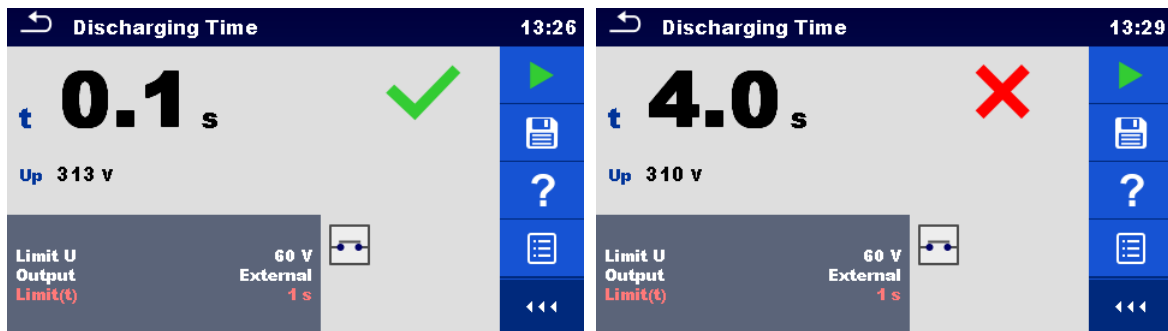 Discharging Time 13:26
t 0.1 s
Up 313 V
?
Limit U 60 V
Output External
Limit(t) 1 s
Discharging Time 13:29
t 4.0 s
Up 310 V
?
Limit U 60 V
Output External
Limit(t) 1 s